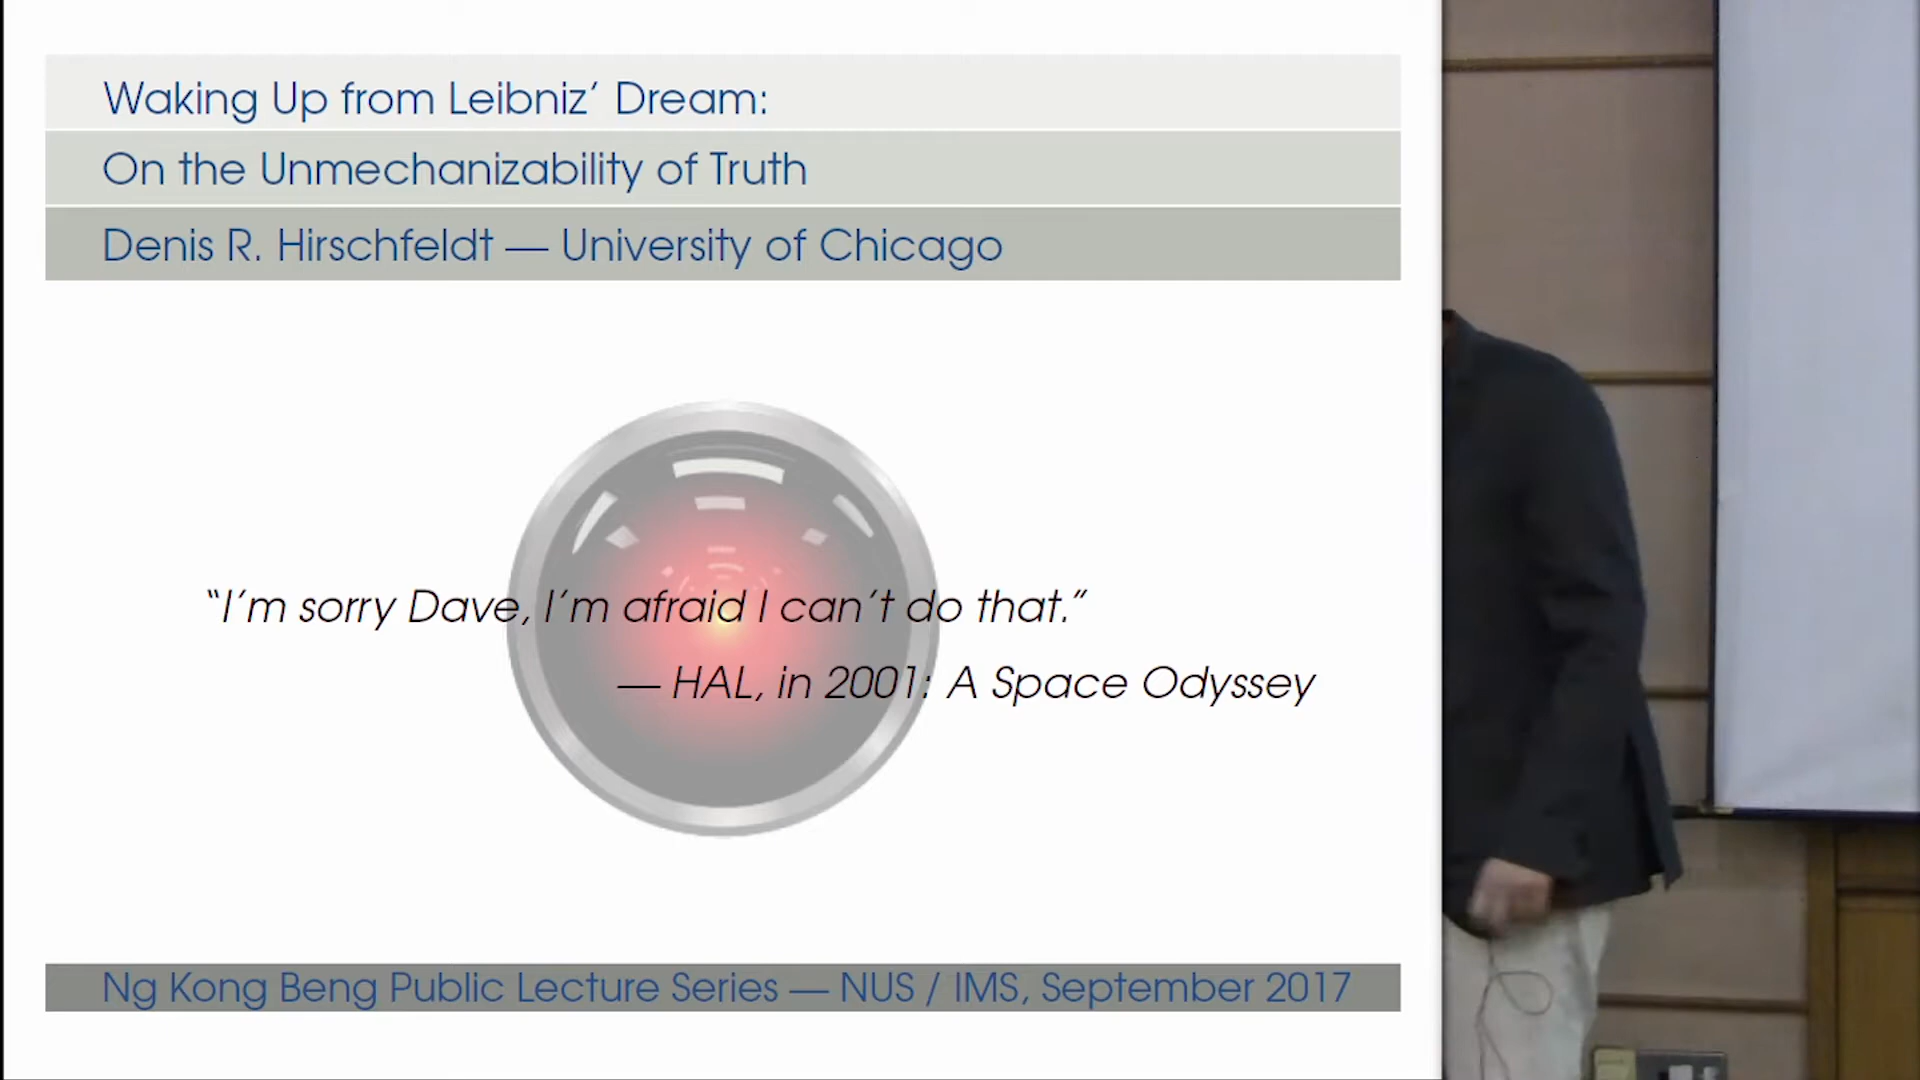 Waking Up from Leibniz’ Dream:
On the Unmechanizability of Truth
Denis R. Hirschfeldt — University of Chicago
“I’m sorry Dave, I’m afraid I can’t do that.”
— HAL, in 2001: A Space Odyssey
Ng Kong Beng Public Lecture Series — NUS / IMS, September 2017